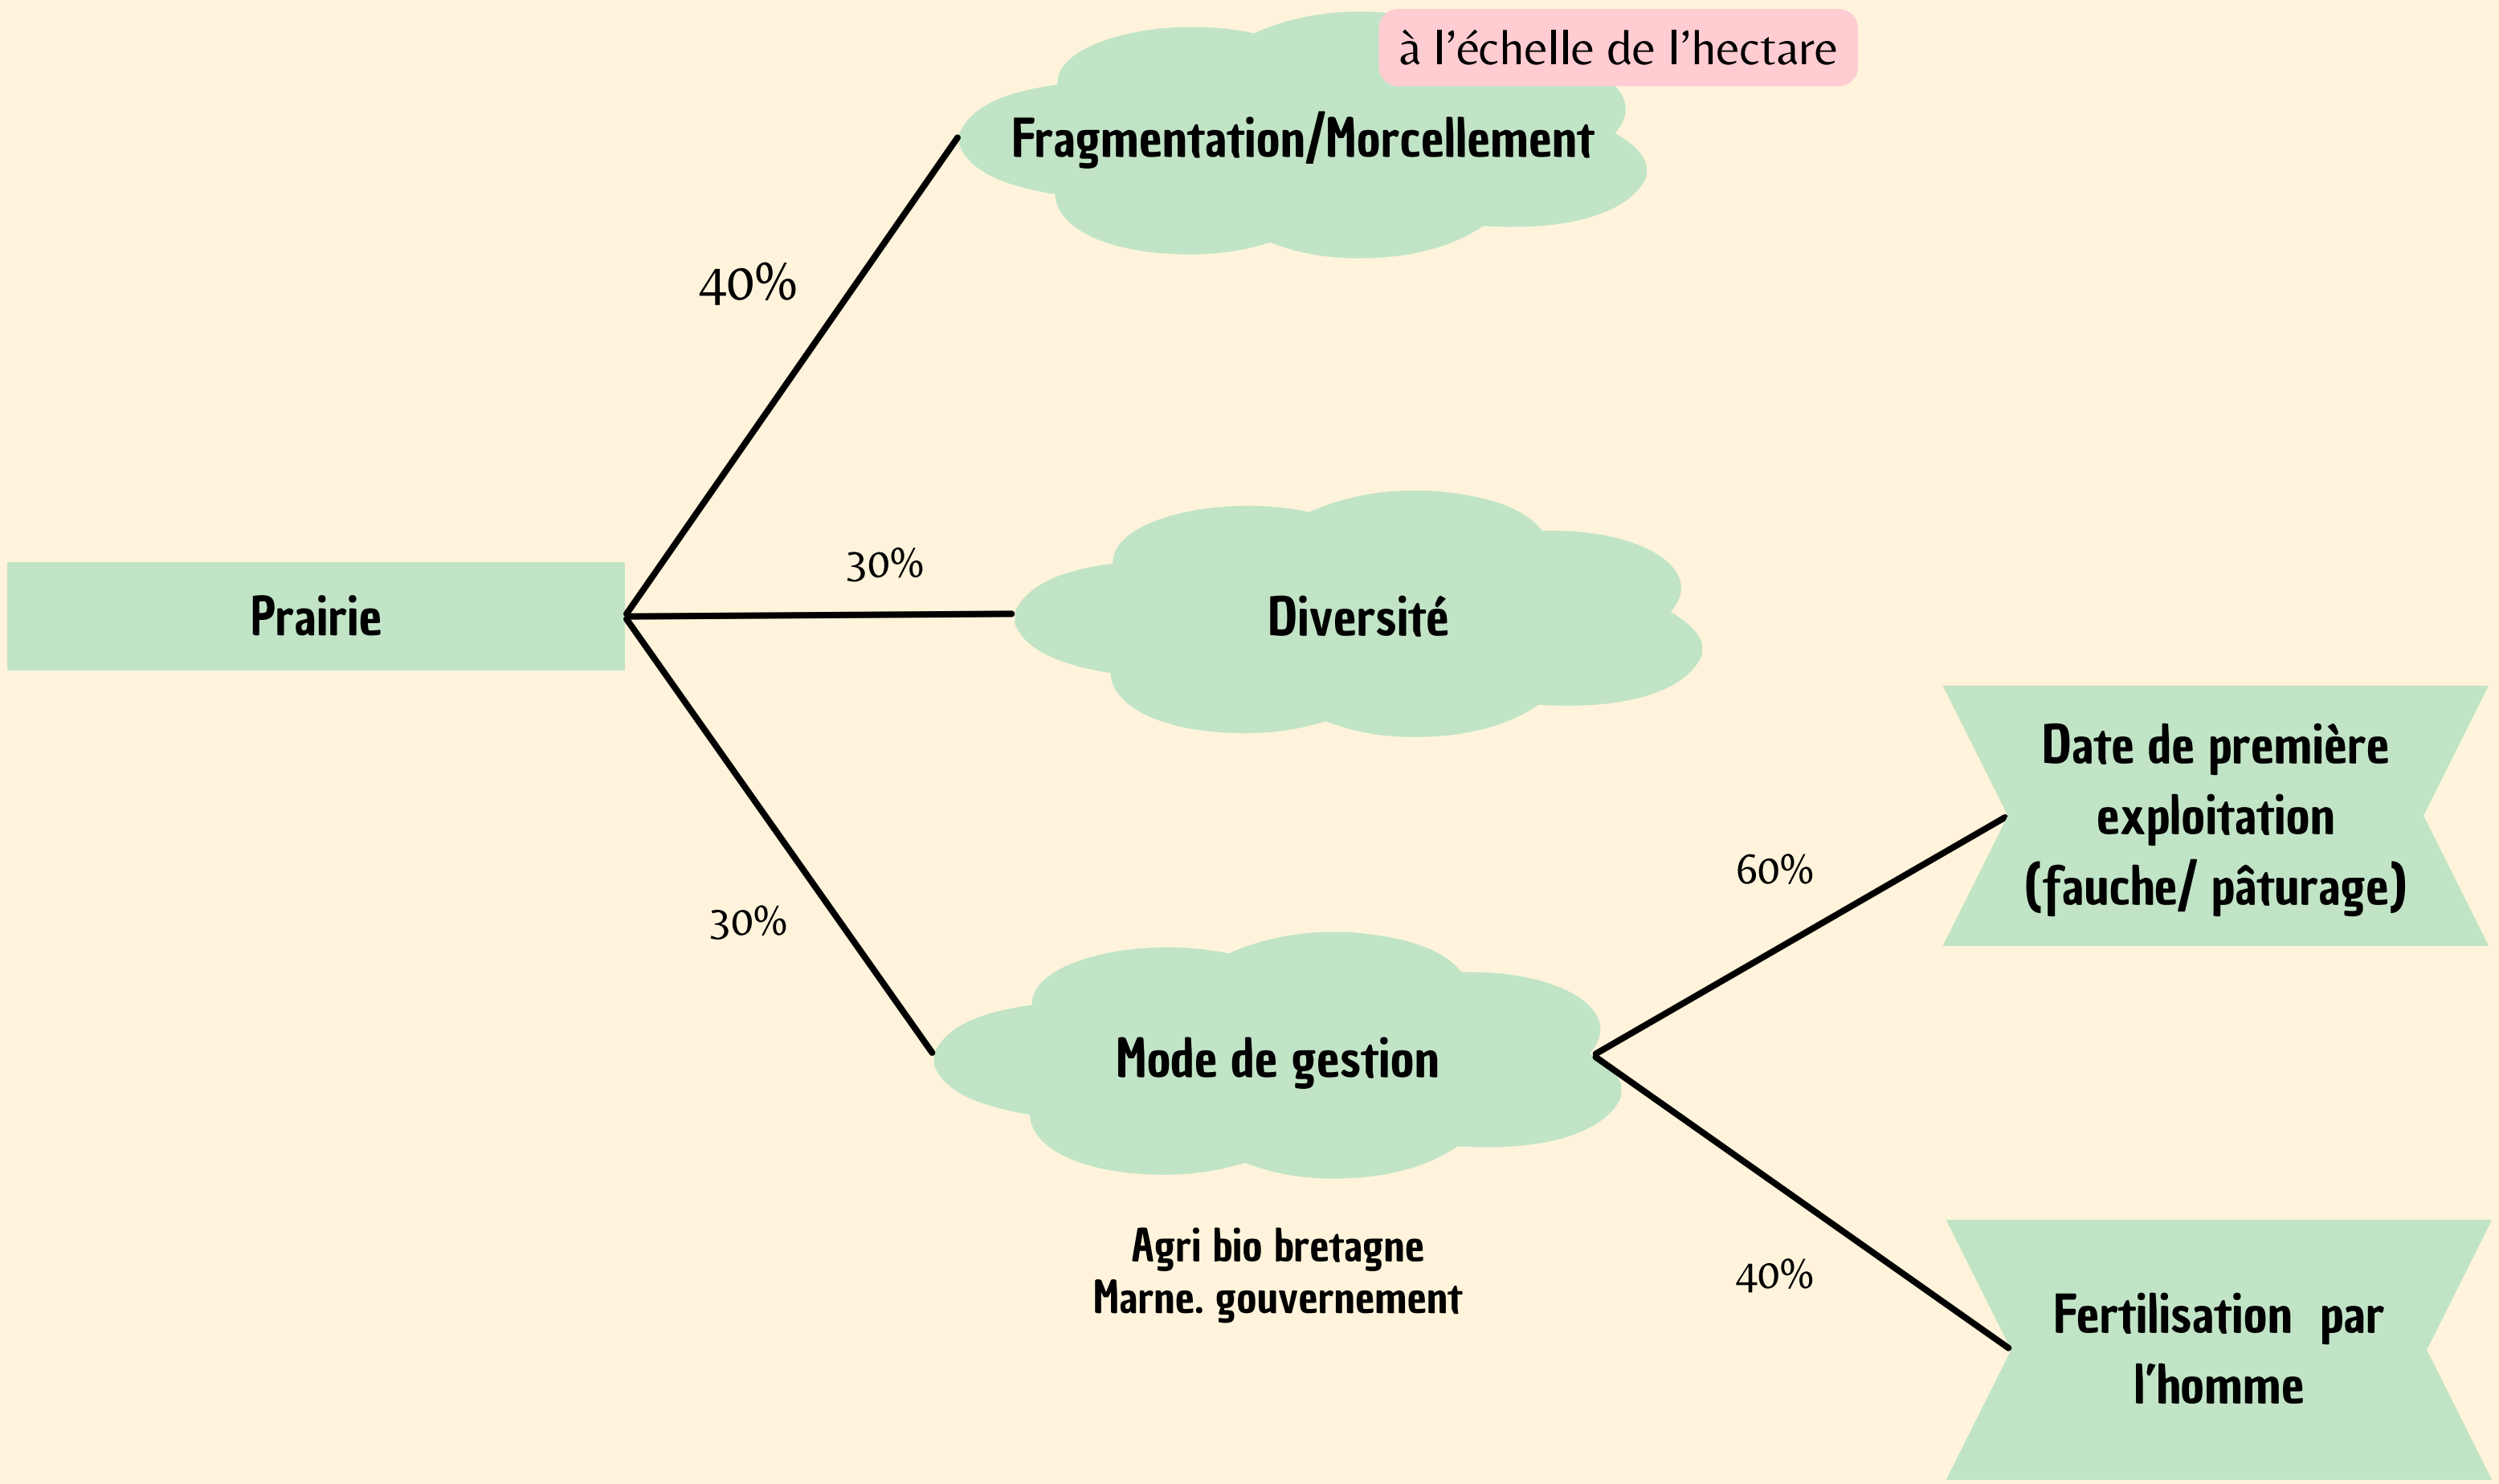 à l’échelle de l’hectare
Fragmentation/Morcellement
40%
30%
Prairie
Diversité
Date de première
exploitation
(fauche/ pâturage)
60%
30%
Mode de gestion
Agri bio bretagne
Marne. gouvernement
40%
Fertilisation par
l'homme